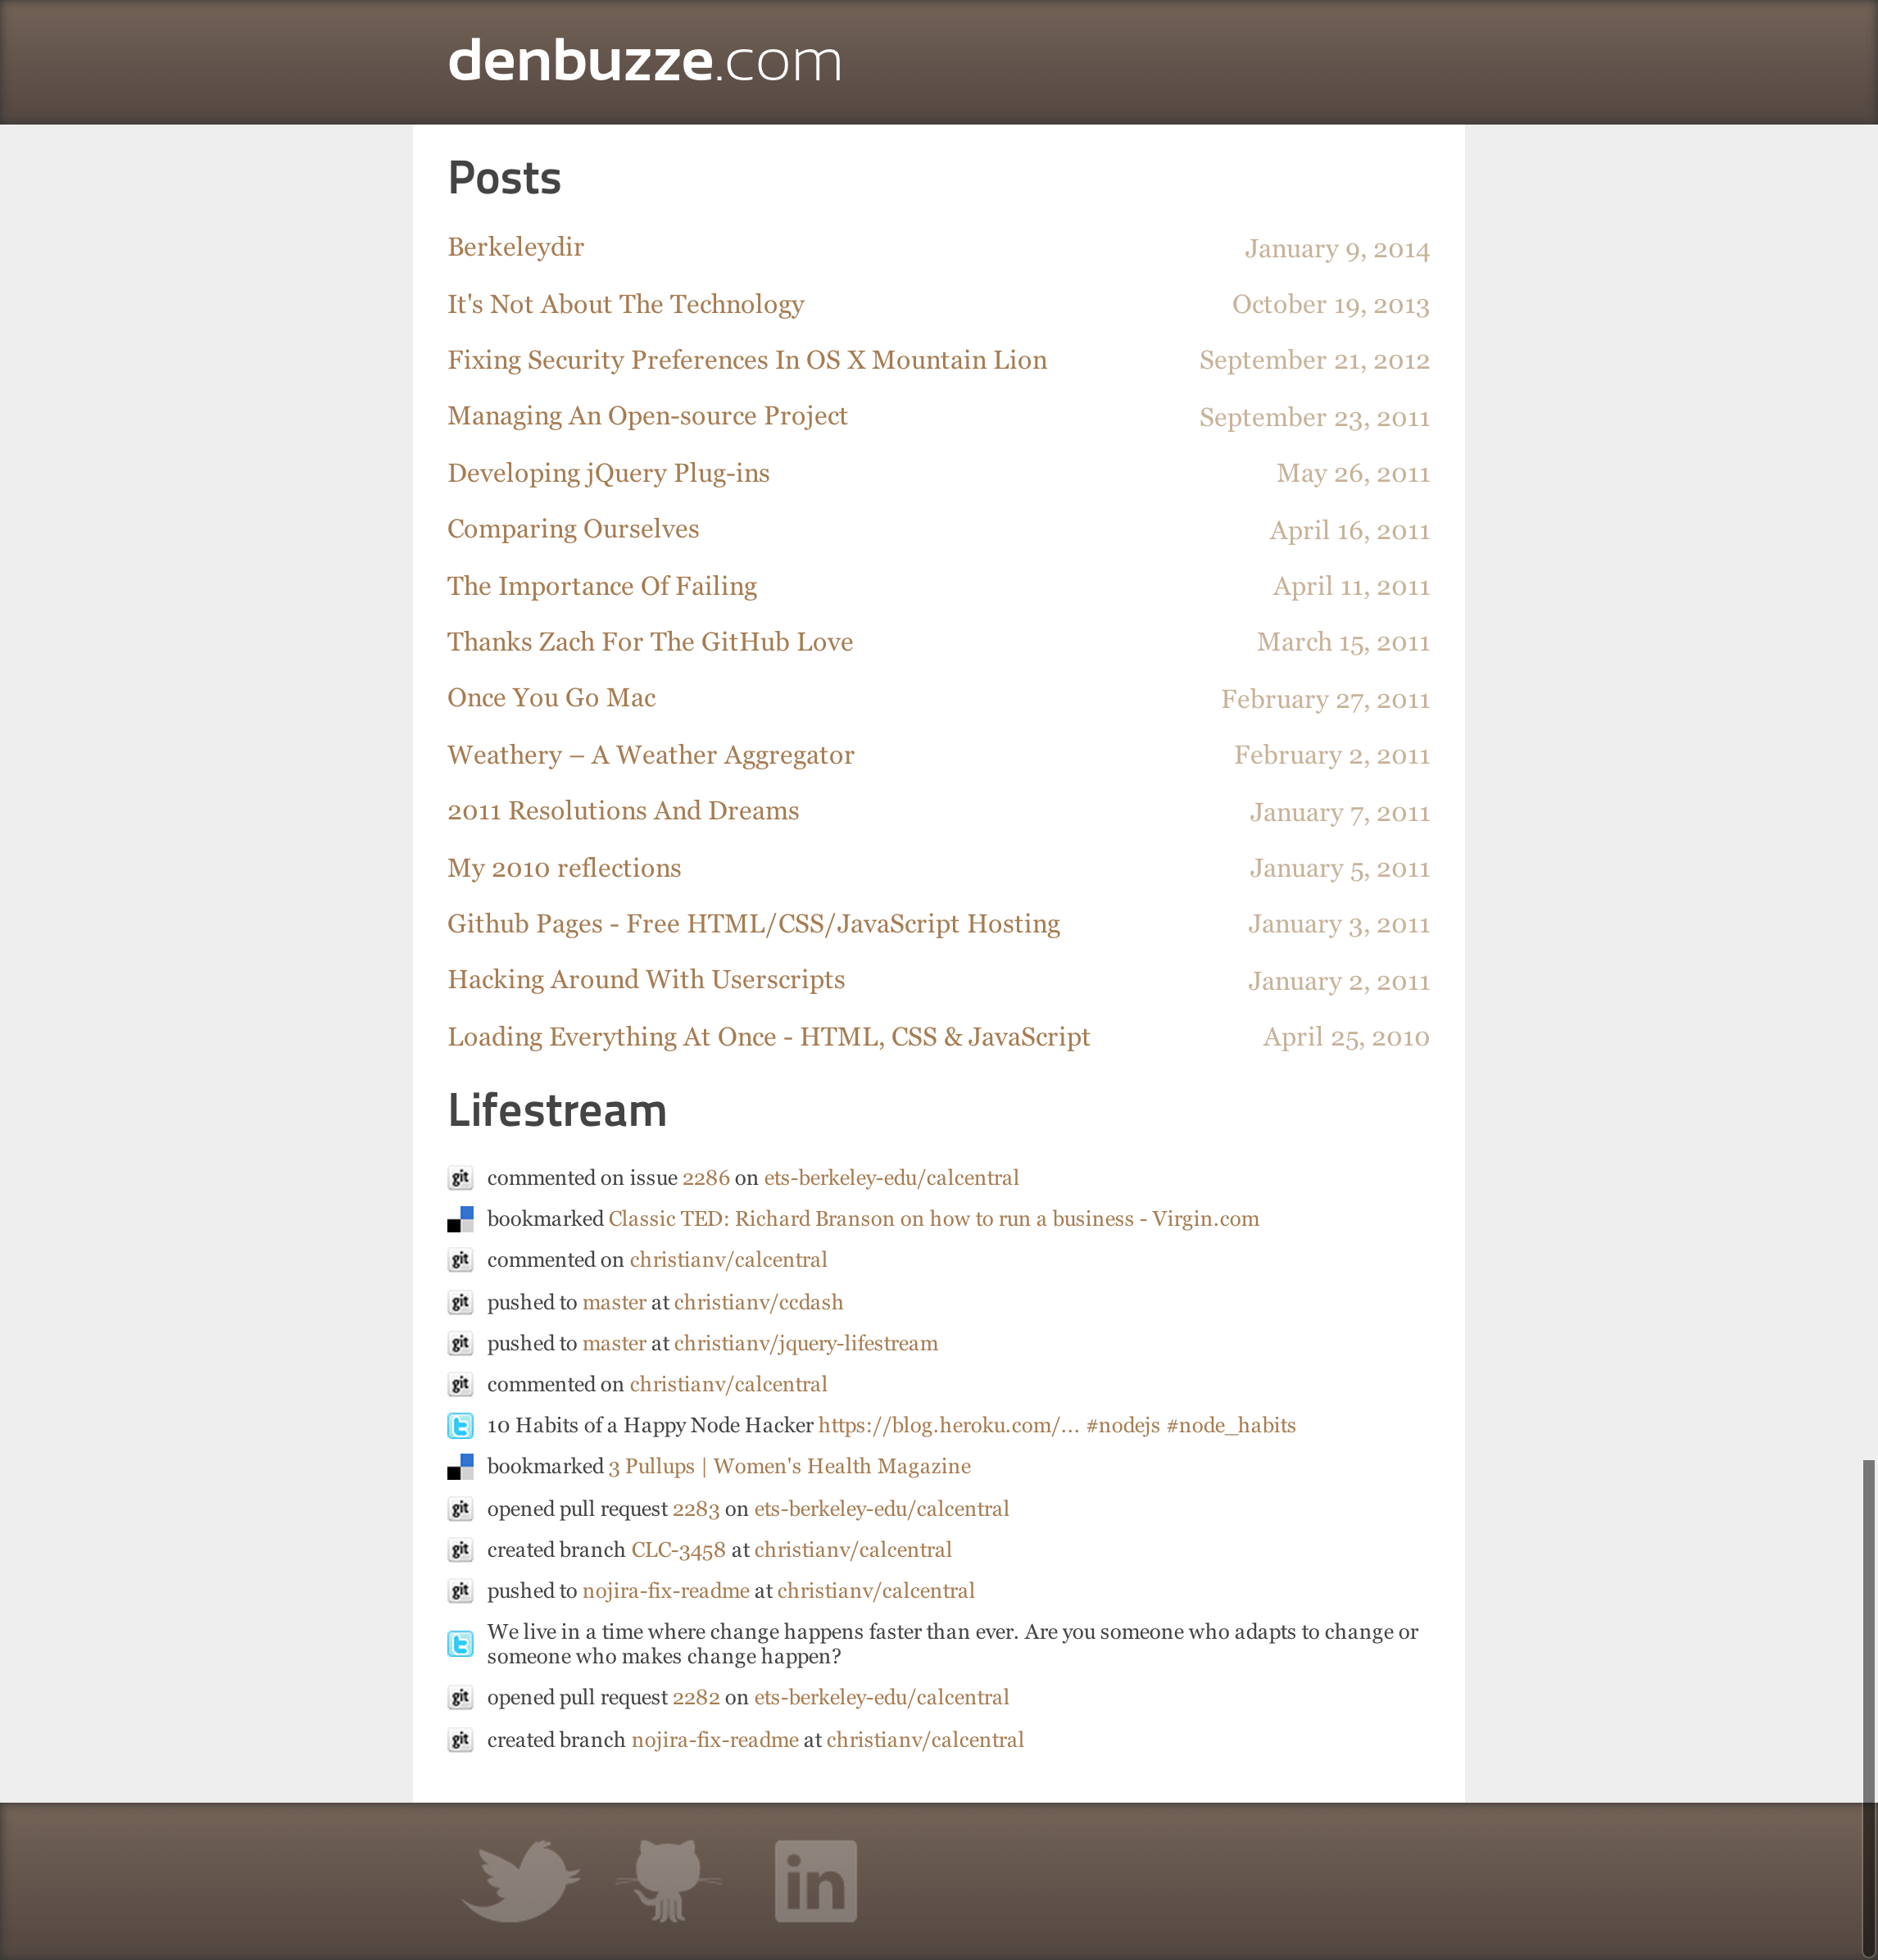 denbuzze.com
Posts
Berkeleydir January 9, 2014
It's Not About The Technology October 19, 2013
Fixing Security Preferences In OS X Mountain Lion September 21, 2012
Managing An Open-source Project September 23, 2011
Developing jQuery Plug-ins May 26, 2011
Comparing Ourselves April 16, 2011
The Importance Of Failing April 11, 2011
Thanks Zach For The GitHub Love March 15, 2011
Once You Go Mac February 27, 2011
Weathery – A Weather Aggregator February 2, 2011
2011 Resolutions And Dreams January 7, 2011
My 2010 reflections January 5, 2011
Github Pages - Free HTML/CSS/JavaScript Hosting January 3, 2011
Hacking Around With Userscripts January 2, 2011
Loading Everything At Once - HTML, CSS & JavaScript April 25, 2010
Lifestream
git commented on issue 2286 on ets-berkeley-edu/calcentral
bookmarked Classic TED: Richard Branson on how to run a business - Virgin.com
git commented on christianv/calcentral
git pushed to master at christianv/ccdash
git pushed to master at christianv/jquery-lifestream
git commented on christianv/calcentral
t 10 Habits of a Happy Node Hacker https://blog.heroku.com/... #nodejs #node_habits
bookmarked 3 Pullups | Women's Health Magazine
git opened pull request 2283 on ets-berkeley-edu/calcentral
git created branch CLC-3458 at christianv/calcentral
git pushed to nojira-fix-readme at christianv/calcentral
t We live in a time where change happens faster than ever. Are you someone who adapts to change or
someone who makes change happen?
git opened pull request 2282 on ets-berkeley-edu/calcentral
git created branch nojira-fix-readme at christianv/calcentral
in